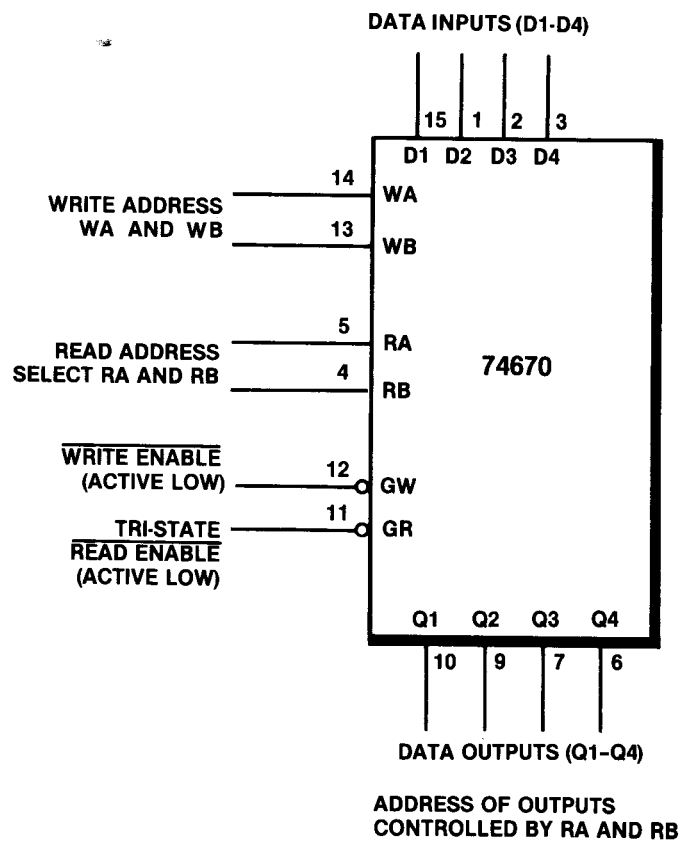 DATA INPUTS (D1-D4)
15 1 2 3
D1 D2 D3 D4
14
WA
WRITE ADDRESS
WA AND WB
13
WB
5
RA
READ ADDRESS
SELECT RA AND RB
4
RB
74670
WRITE ENABLE
(ACTIVE LOW)
12
GW
11
GR
TRI-STATE
READ ENABLE
(ACTIVE LOW)
Q1 Q2 Q3 Q4
10 9 7 6
DATA OUTPUTS (Q1-Q4)
ADDRESS OF OUTPUTS
CONTROLLED BY RA AND RB